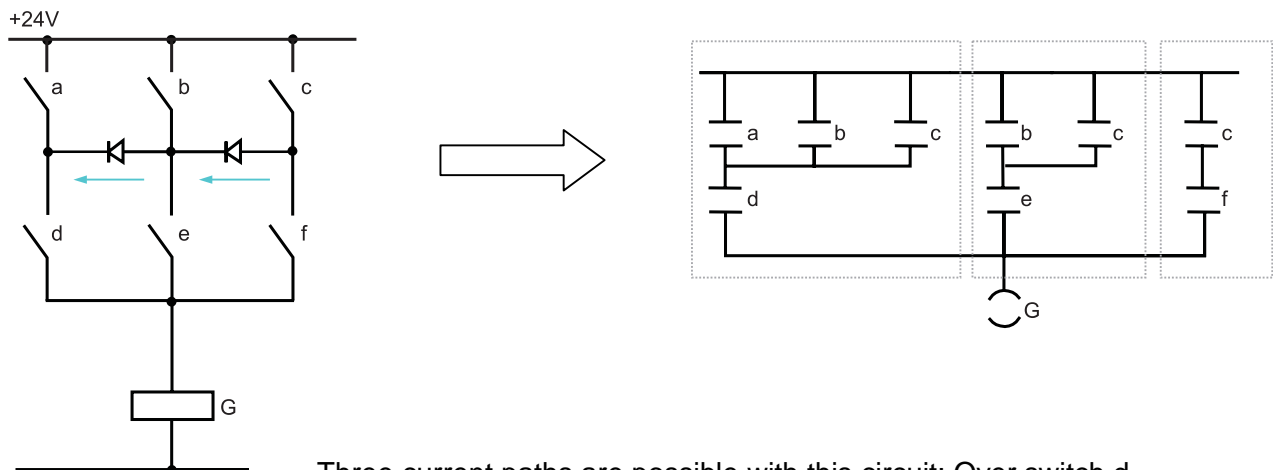 +24V
a b c
a b c b c c
d e f
d e f
G
G
Three current paths are possible with this circuit: Over switch d